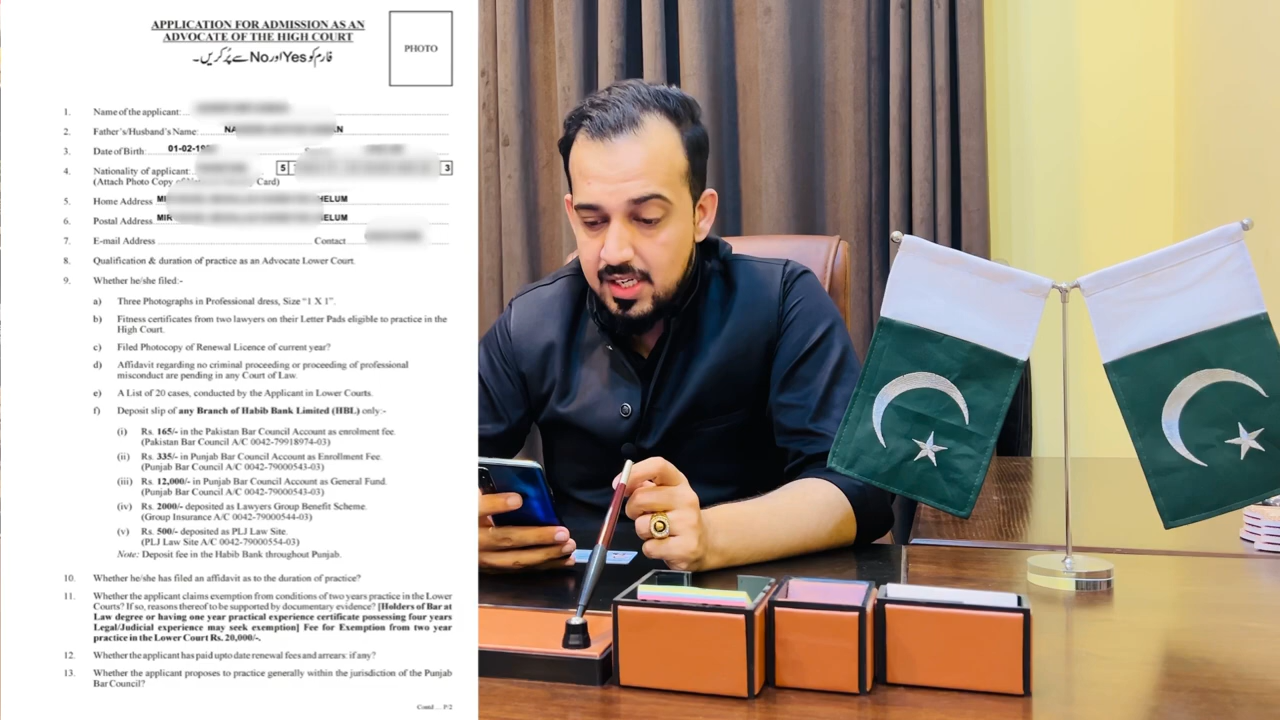 APPLICATION FOR ADMISSION AS AN
ADVOCATE OF THE HIGH COURT
فارم کو Yes اور No سے پُر کریں۔
PHOTO
1. Name of the applicant:
2. Father's/Husband's Name: NA N
3. Date of Birth: 01-02-19
4. Nationality of applicant: 5 3
(Attach Photo Copy of Card)
5. Home Address MI HELUM
6. Postal Address MIR ELUM
7. E-mail Address Contact
8. Qualification & duration of practice as an Advocate Lower Court.
9. Whether he/she filed:-
a) Three Photographs in Professional dress, Size "1 X 1".
b) Fitness certificates from two lawyers on their Letter Pads eligible to practice in the
High Court.
c) Filed Photocopy of Renewal Licence of current year?
d) Affidavit regarding no criminal proceeding or proceeding of professional
misconduct are pending in any Court of Law.
e) A List of 20 cases, conducted by the Applicant in Lower Courts.
f) Deposit slip of any Branch of Habib Bank Limited (HBL) only:-
(i) Rs. 165/- in the Pakistan Bar Council Account as enrolment fee.
(Pakistan Bar Council A/C 0042-79918974-03)
(ii) Rs. 335/- in Punjab Bar Council Account as Enrollment Fee.
(Punjab Bar Council A/C 0042-79000543-03)
(iii) Rs. 12,000/- in Punjab Bar Council Account as General Fund.
(Punjab Bar Council A/C 0042-79000543-03)
(iv) Rs. 2000/- deposited as Lawyers Group Benefit Scheme.
(Group Insurance A/C 0042-79000544-03)
(v) Rs. 500/- deposited as PLJ Law Site.
(PLJ Law Site A/C 0042-79000554-03)
Note: Deposit fee in the Habib Bank throughout Punjab.
10. Whether he/she has filed an affidavit as to the duration of practice?
11. Whether the applicant claims exemption from conditions of two years practice in the Lower
Courts? If so, reasons thereof to be supported by documentary evidence? [Holders of Bar at
Law degree or having one year practical experience certificate possessing four years
Legal/Judicial experience may seek exemption] Fee for Exemption from two year
practice in the Lower Court Rs. 20,000/-.
12. Whether the applicant has paid upto date renewal fees and arrears: if any?
13. Whether the applicant proposes to practice generally within the jurisdiction of the Punjab
Bar Council?
Contd .... P/2